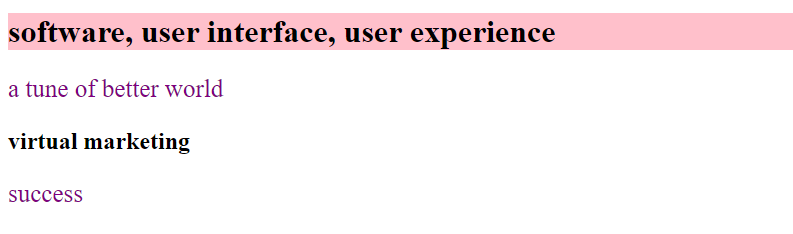 software, user interface, user experience
a tune of better world
virtual marketing
success